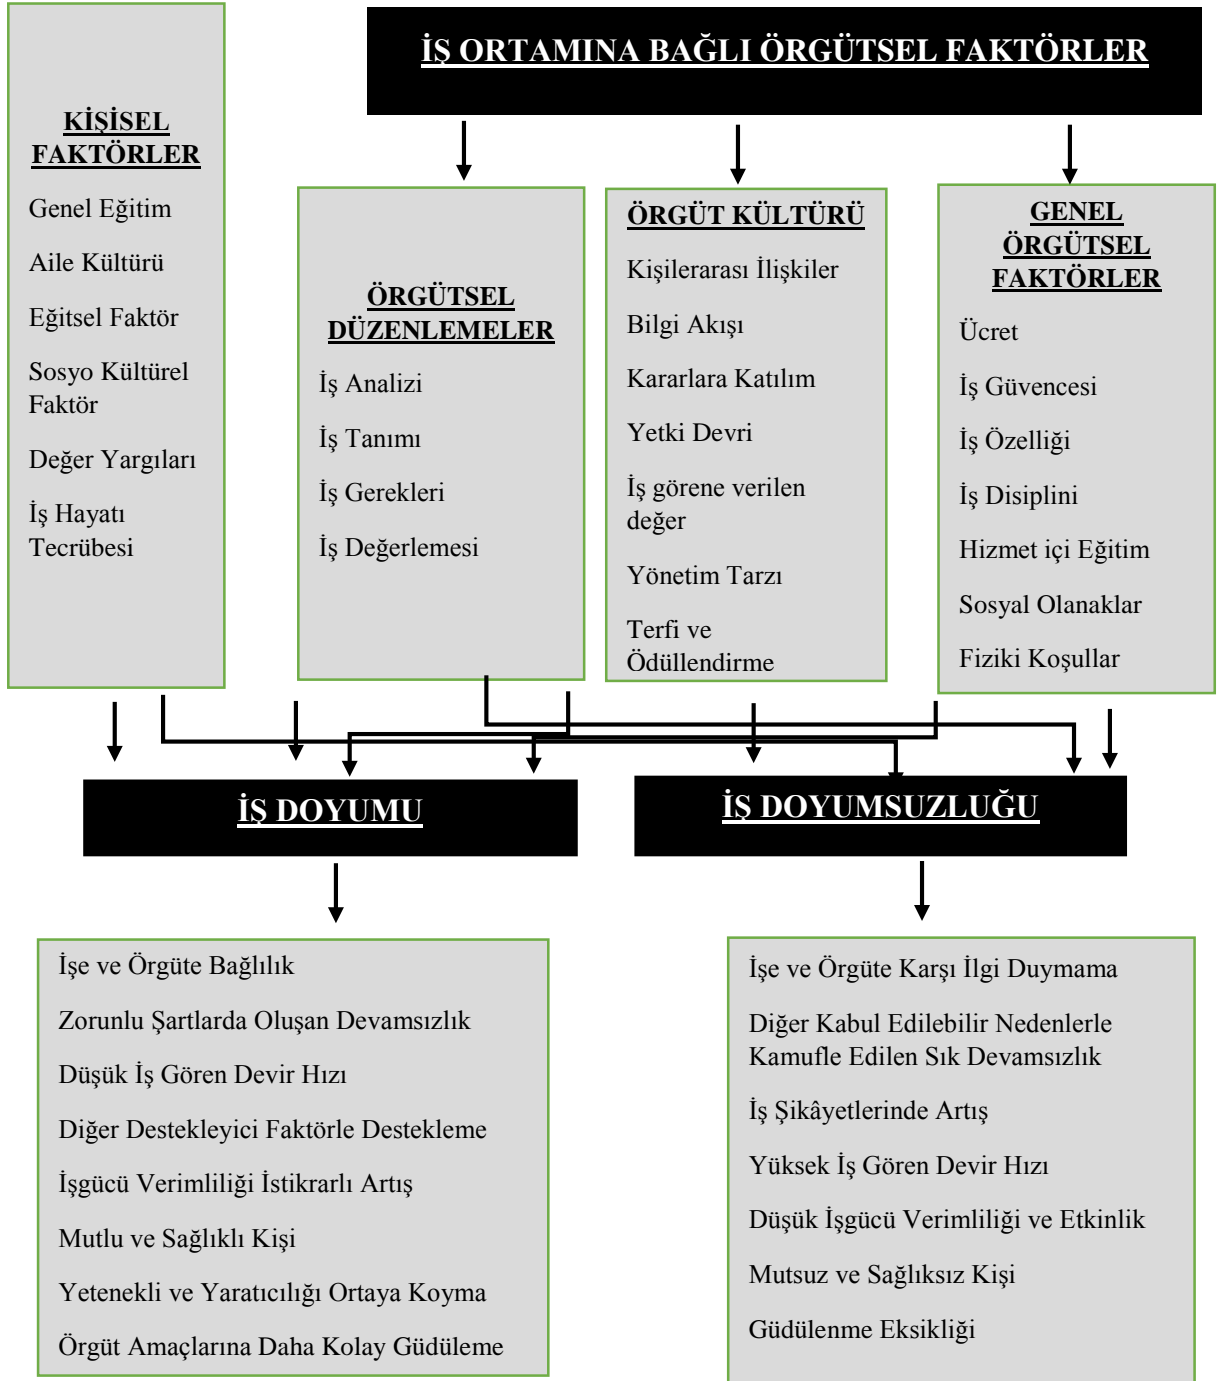 KİŞİSEL
FAKTÖRLER
Genel Eğitim
Aile Kültürü
Eğitsel Faktör
Sosyo Kültürel
Faktör
Değer Yargıları
İş Hayatı
Tecrübesi
İŞ ORTAMINA BAĞLI ÖRGÜTSEL FAKTÖRLER
ÖRGÜTSEL
DÜZENLEMELER
İş Analizi
İş Tanımı
İş Gerekleri
İş Değerlemesi
ÖRGÜT KÜLTÜRÜ
Kişilerarası İlişkiler
Bilgi Akışı
Kararlara Katılım
Yetki Devri
İş görene verilen
değer
Yönetim Tarzı
Terfi ve
Ödüllendirme
GENEL
ÖRGÜTSEL
FAKTÖRLER
Ücret
İş Güvencesi
İş Özelliği
İş Disiplini
Hizmet içi Eğitim
Sosyal Olanaklar
Fiziki Koşullar
İŞ DOYUMU
İŞ DOYUMSUZLUĞU
İşe ve Örgüte Bağlılık
Zorunlu Şartlarda Oluşan Devamsızlık
Düşük İş Gören Devir Hızı
Diğer Destekleyici Faktörle Destekleme
İşgücü Verimliliği İstikrarlı Artış
Mutlu ve Sağlıklı Kişi
Yetenekli ve Yaratıcılığı Ortaya Koyma
Örgüt Amaçlarına Daha Kolay Güdüleme
İşe ve Örgüte Karşı İlgi Duymama
Diğer Kabul Edilebilir Nedenlerle
Kamufle Edilen Sık Devamsızlık
İş Şikâyetlerinde Artış
Yüksek İş Gören Devir Hızı
Düşük İşgücü Verimliliği ve Etkinlik
Mutsuz ve Sağlıksız Kişi
Güdülenme Eksikliği